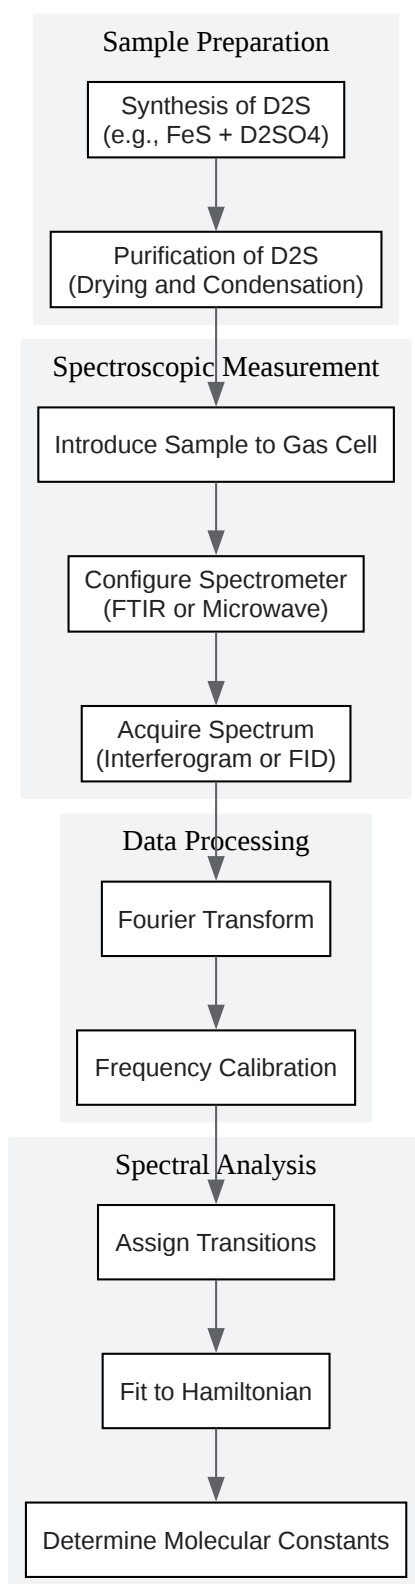 Sample Preparation
Synthesis of D2S
(e.g., FeS + D2SO4)
Purification of D2S
(Drying and Condensation)
Spectroscopic Measurement
Introduce Sample to Gas Cell
Configure Spectrometer
(FTIR or Microwave)
Acquire Spectrum
(Interferogram or FID)
Data Processing
Fourier Transform
Frequency Calibration
Spectral Analysis
Assign Transitions
Fit to Hamiltonian
Determine Molecular Constants